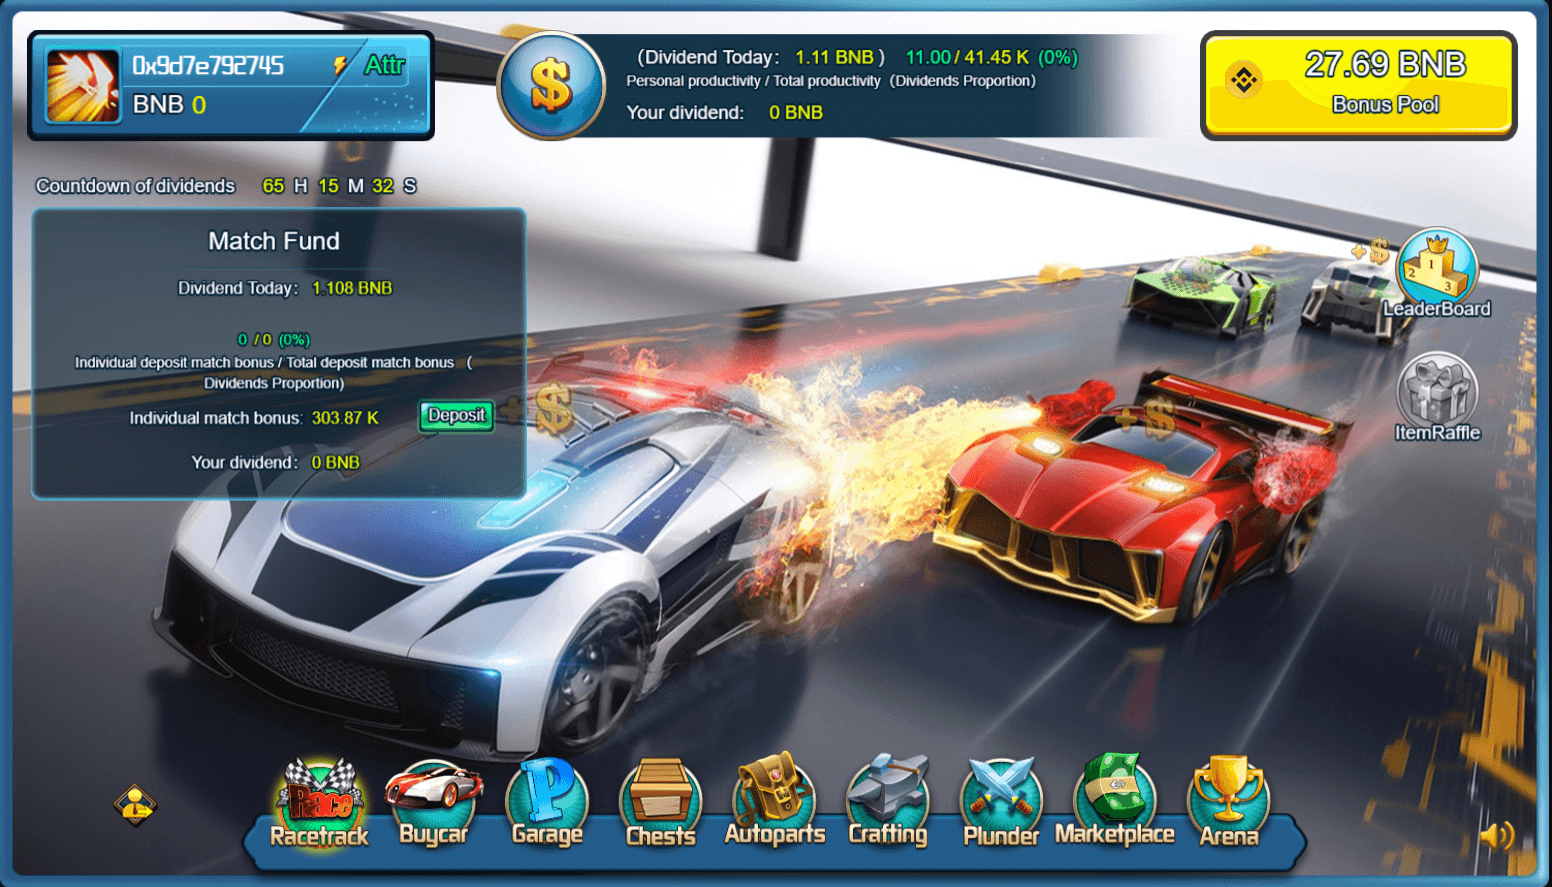 0x9d7e792745
Attr
BNB 0
(Dividend Today: 1.11 BNB ) 11.00 / 41.45 K (0%)
Personal productivity / Total productivity (Dividends Proportion)
Your dividend: 0 BNB
27.69 BNB
Bonus Pool
Countdown of dividends 65 H 15 M 32 S
Match Fund
Dividend Today: 1.108 BNB
0 / 0 (0%)
Individual deposit match bonus / Total deposit match bonus (
Dividends Proportion)
Individual match bonus: 303.87 K
Deposit
Your dividend: 0 BNB
1
2
3
LeaderBoard
ItemRaffle
Race
P
Racetrack
Buycar
Garage
Chests
Autoparts
Crafting
Plunder
Marketplace
Arena